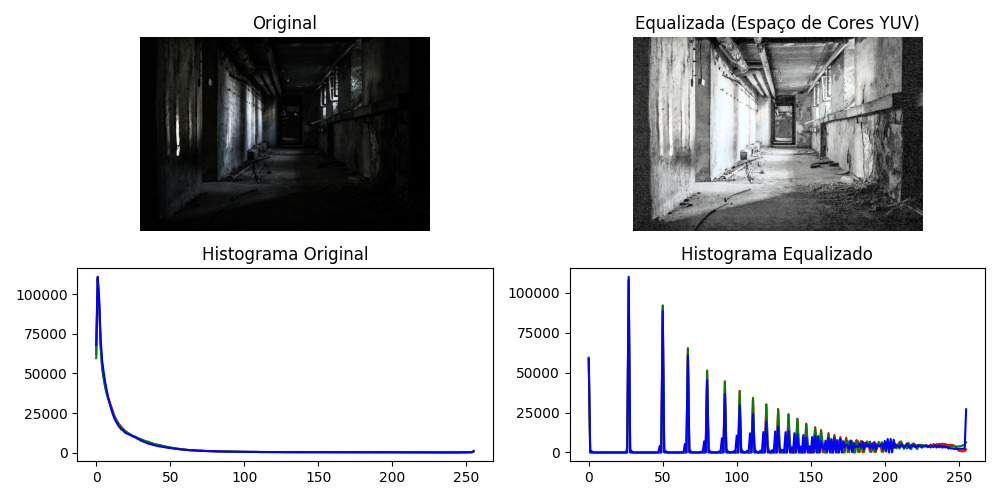 Original
Equalizada (Espaço de Cores YUV)
Histograma Original
Histograma Equalizado
100000
75000
50000
25000
0
0 50 100 150 200 250
100000
75000
50000
25000
0
0 50 100 150 200 250